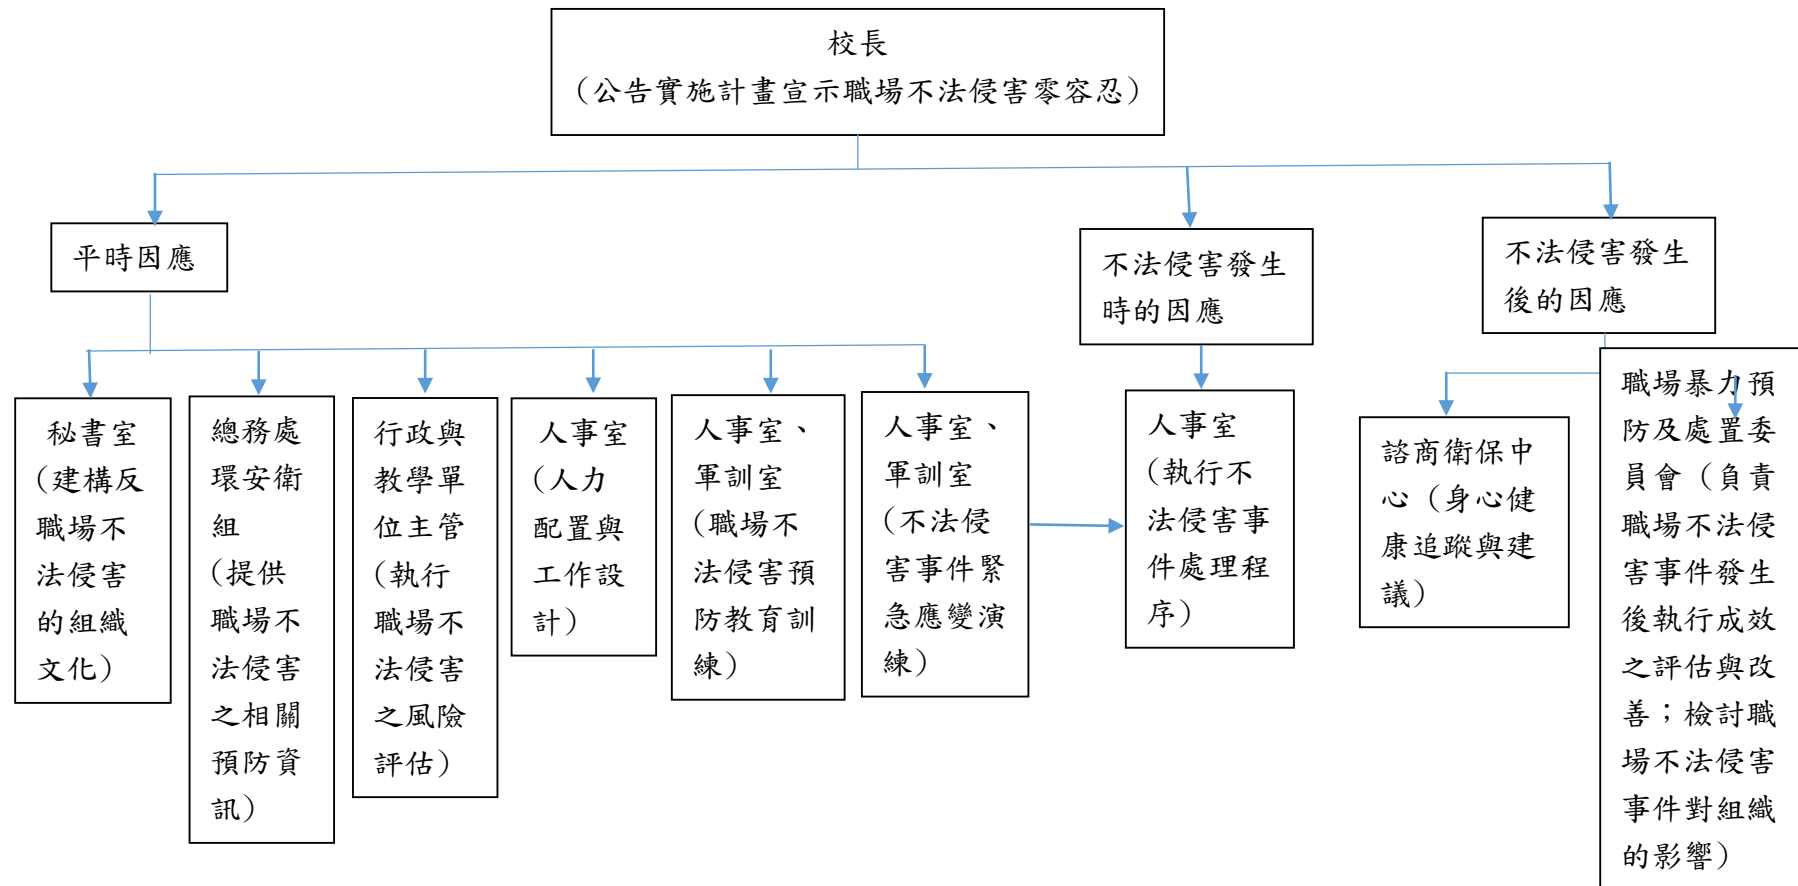 校長
（公告實施計畫宣示職場不法侵害零容忍）
平時因應
不法侵害發生
時的因應
不法侵害發生
後的因應
秘書室
(建構反
職場不
法侵害
的組織
文化）
總務處
環安衛
組
(提供
職場不
法侵害
之相關
預防資
訊）
行政與
教學單
位主管
(執行
職場不
法侵害
之風險
評估）
人事室
(人力
配置與
工作設
計）
人事室、
軍訓室
(職場不
法侵害預
防教育訓
練）
人事室、
軍訓室
(不法侵
害事件緊
急應變演
練）
人事室
(執行不
法侵害事
件處理程
序）
諮商衛保中
心（身心健
康追蹤與建
議）
職場暴力預
防及處置委
員會（負責
職場不法侵
害事件發生
後執行成效
之評估與改
善；檢討職
場不法侵害
事件對組織
的影響）